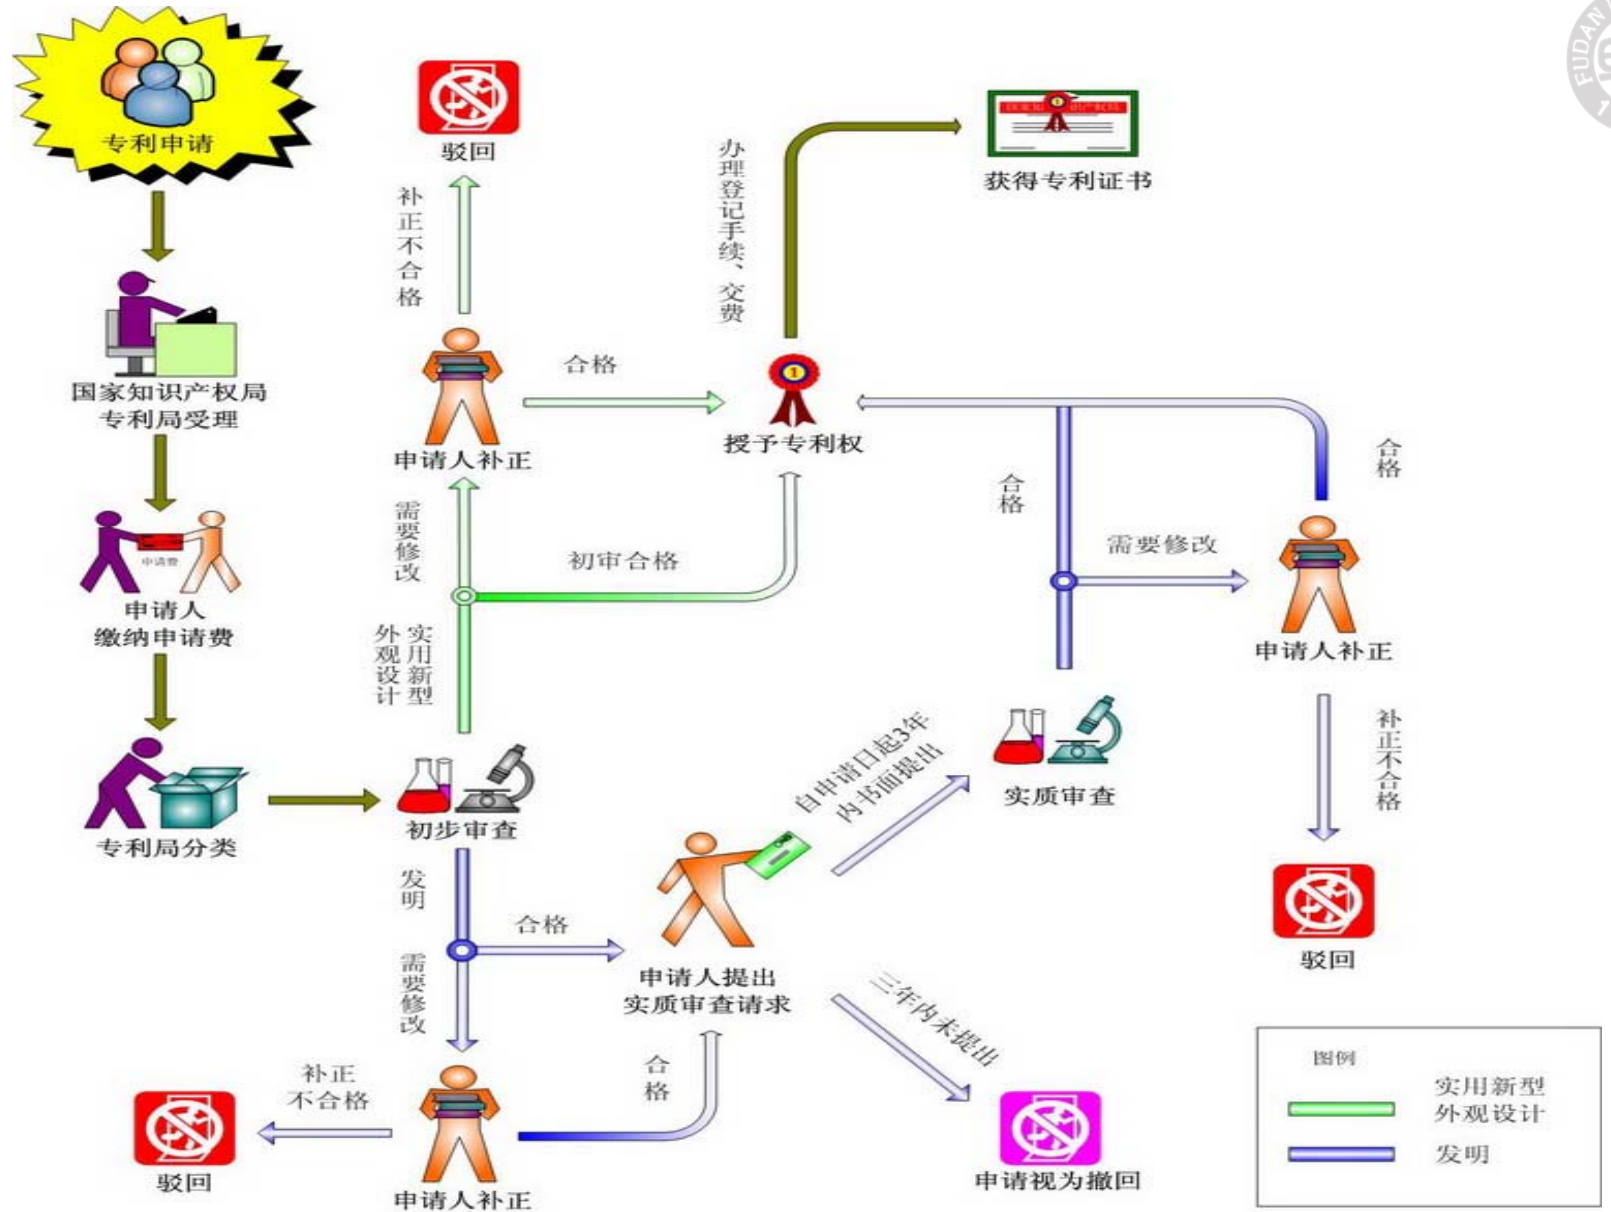 专利申请
国家知识产权局
专利局受理
申请费
申请人
缴纳申请费
专利局分类
驳回
补正不合格
申请人补正
合格
需要修改
初审合格
实用新型
外观设计
初步审查
发明
合格
需要修改
补正
不合格
驳回
申请人补正
合格
申请人提出
实质审查请求
自申请日起3年
内书面提出
三年内未提出
申请视为撤回
实质审查
合格
需要修改
申请人补正
合格
补正不合格
驳回
授予专利权
办理登记手续、交费
获得专利证书
图例
实用新型
外观设计
发明
FUDAN